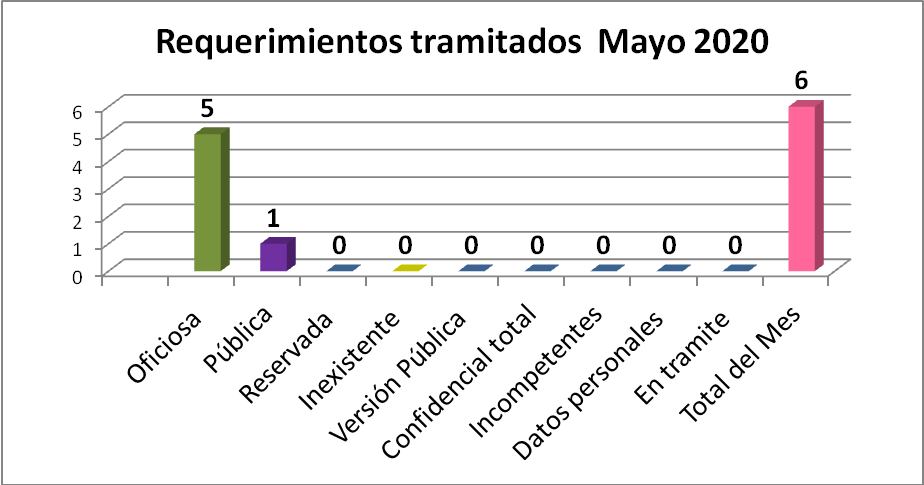 Requerimientos tramitados  Mayo 2020
6
5
4
3
2
1
0
5
1
0
0
0
0
0
0
0
6
Oficiosa
Pública
Reservada
Inexistente
Versión Pública
Confidencial total
Incompetentes
Datos personales
En tramite
Total del Mes